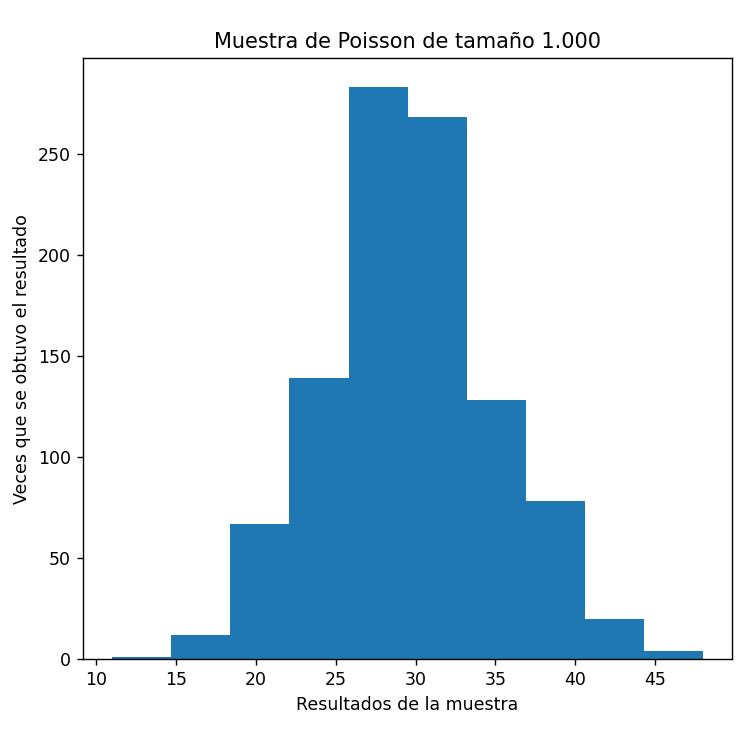 Muestra de Poisson de tamaño 1.000
Veces que se obtuvo el resultado
250
200
150
100
50
0
10 15 20 25 30 35 40 45
Resultados de la muestra